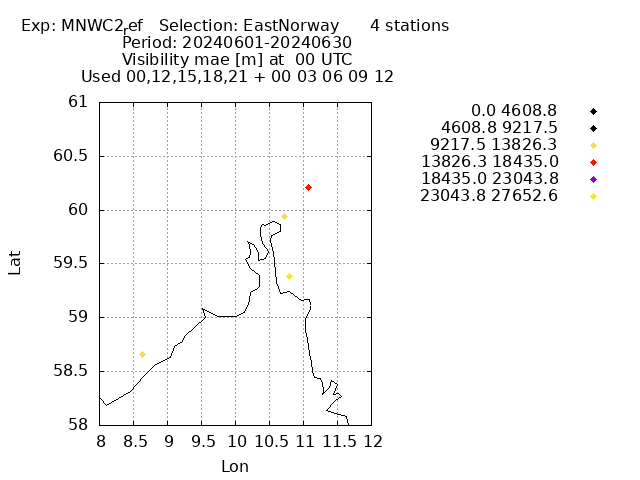 Exp: MNWC2ref   Selection: EastNorway      4 stations
Period: 20240601-20240630
Visibility mae [m] at  00 UTC
Used 00,12,15,18,21 + 00 03 06 09 12
0.0 4608.8
4608.8 9217.5
9217.5 13826.3
13826.3 18435.0
18435.0 23043.8
23043.8 27652.6
61
60.5
60
59.5
59
58.5
58
Lat
8 8.5 9 9.5 10 10.5 11 11.5 12
Lon